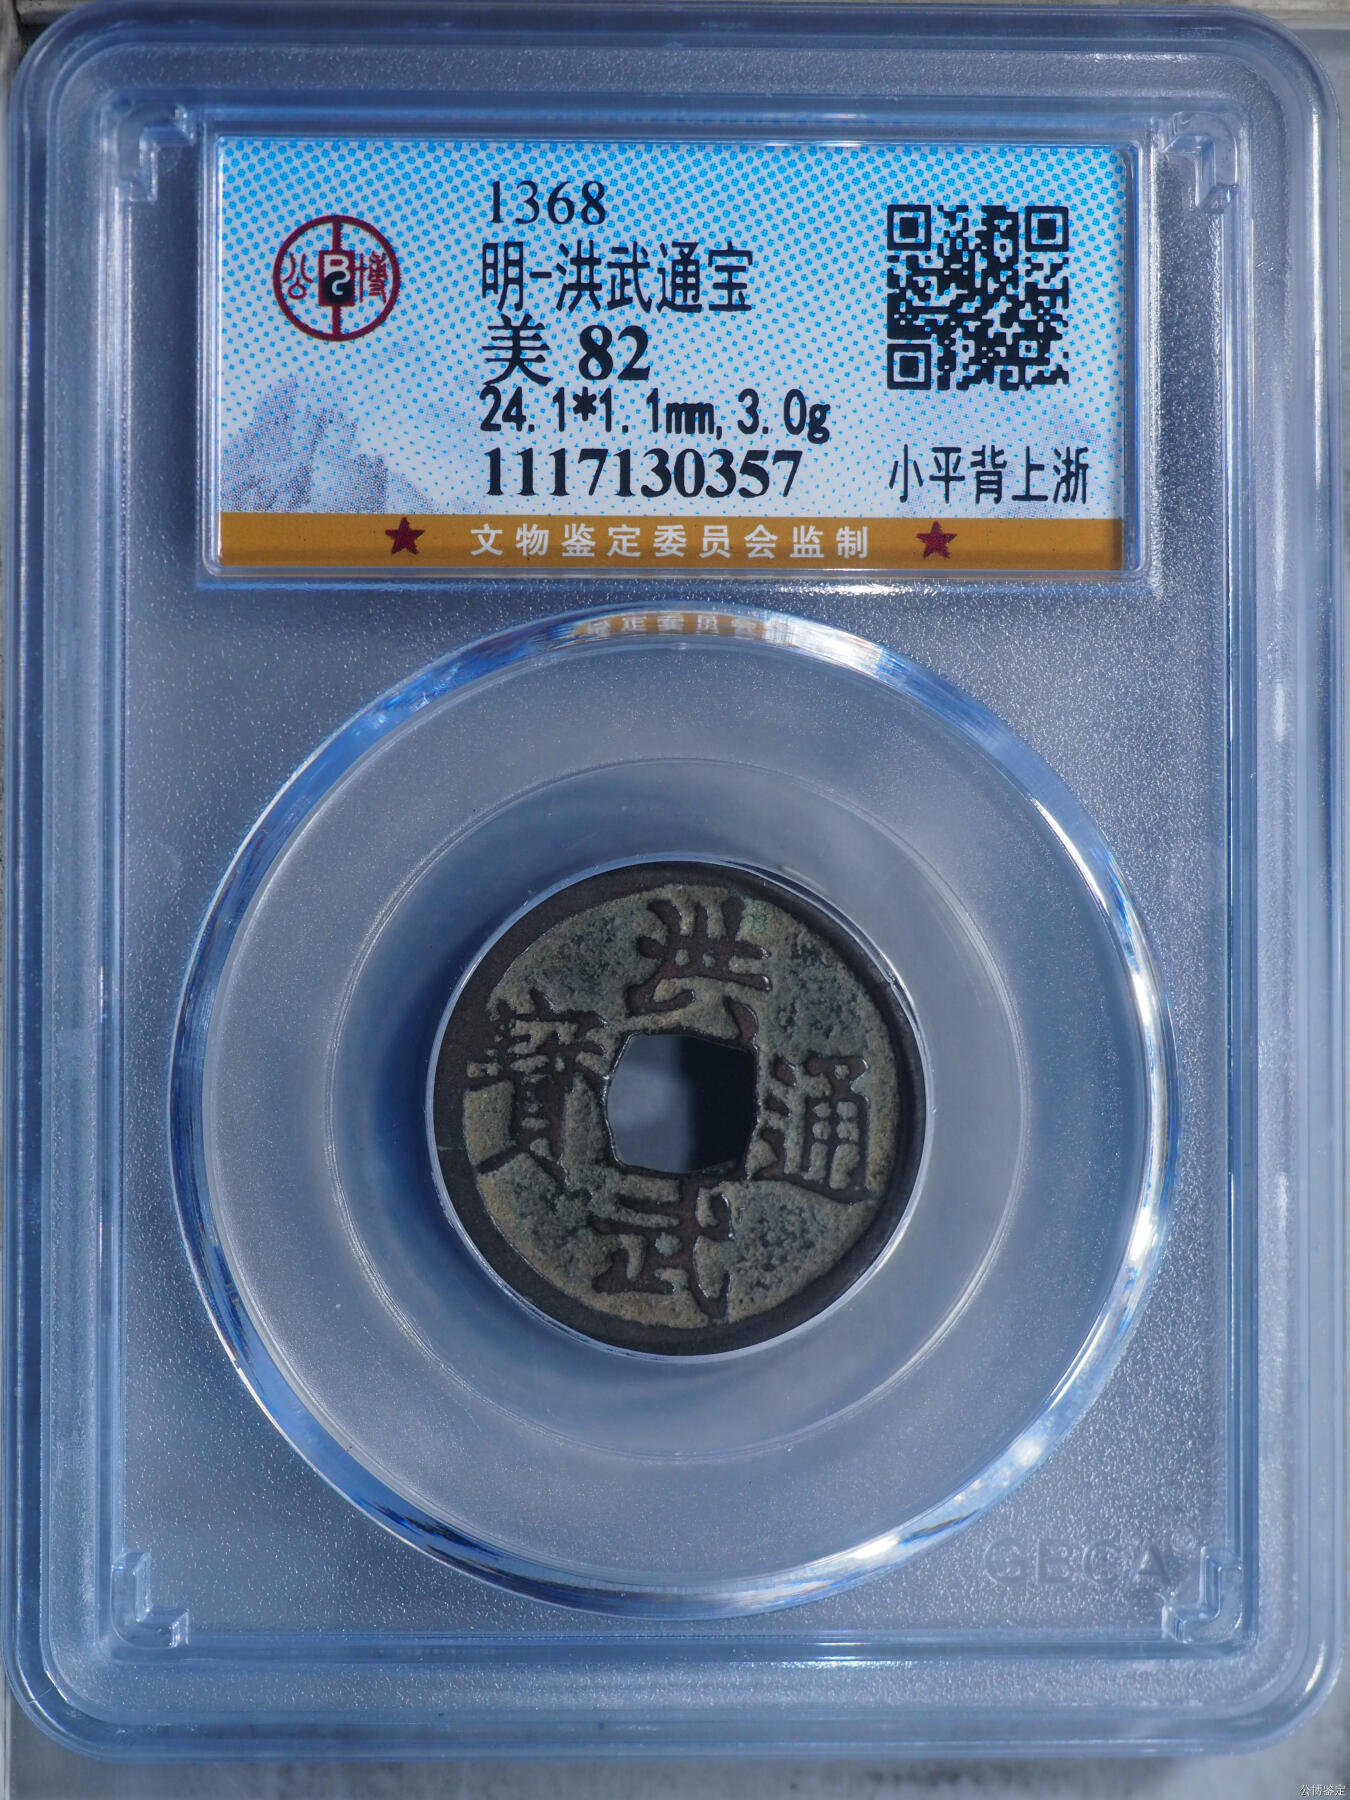 1368
明-洪武通宝
美 82
24.1*1.1mm,3.0g
1117130357
小平背上浙
公博
文物鉴定委员会监制
洪武通寶
GBCA
公博鉴定